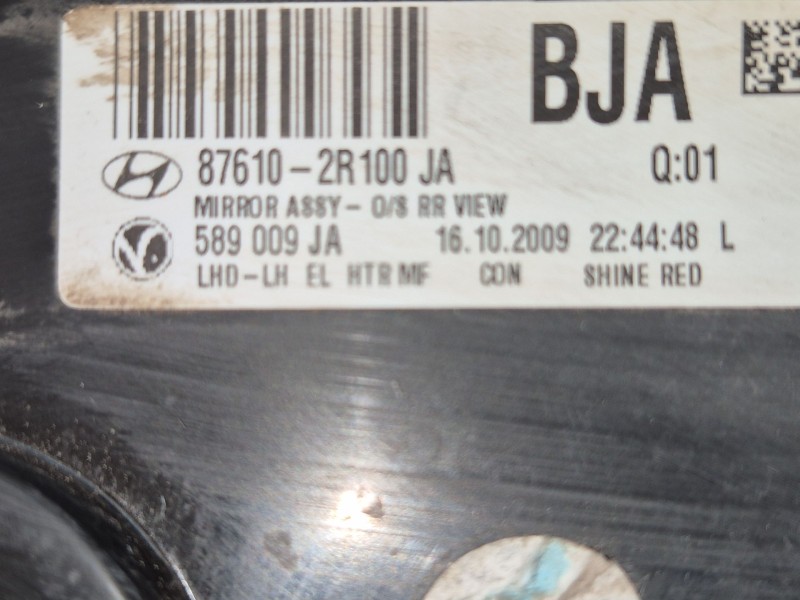 BJA
87610-2R100 JA Q:01
MIRROR ASSY- O/S RR VIEW
589 009 JA 16.10.2009 22:44:48 L
LHD-LH EL HTR MF CON SHINE RED